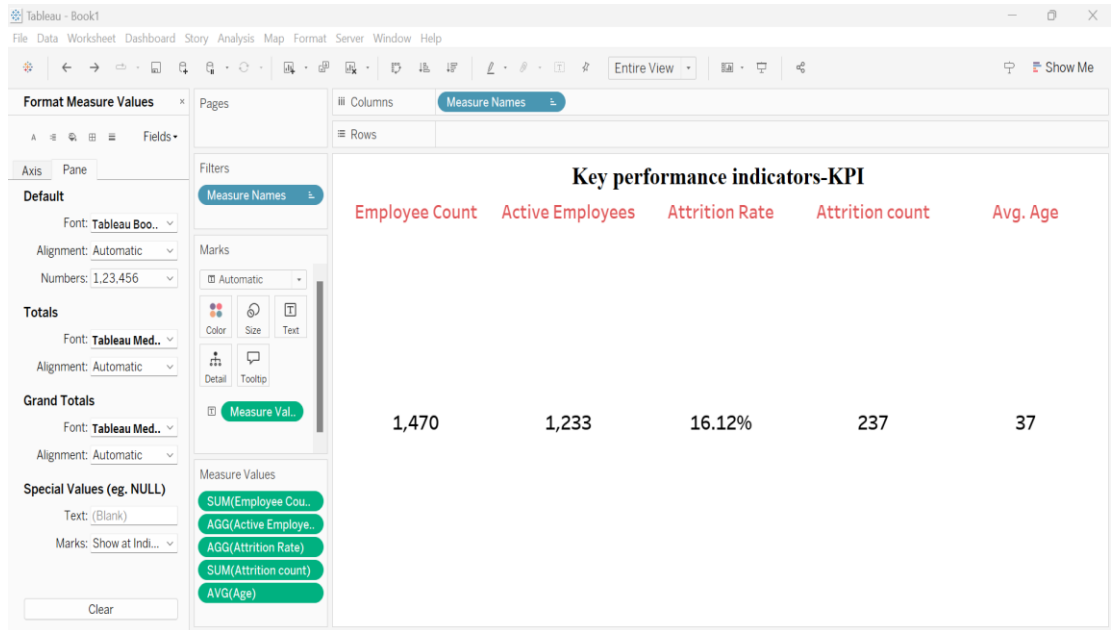 Tableau - Book1
File Data Worksheet Dashboard Story Analysis Map Format Server Window Help
Entire View
Show Me
Format Measure Values
Fields
Axis Pane
Default
Font: Tableau Boo..
Alignment: Automatic
Numbers: 1,23,456
Totals
Font: Tableau Med..
Alignment: Automatic
Grand Totals
Font: Tableau Med..
Alignment: Automatic
Special Values (eg. NULL)
Text: (Blank)
Marks: Show at Indi...
Clear
Pages
Filters
Measure Names
Marks
Automatic
Color Size Text
Detail Tooltip
Measure Val..
Measure Values
SUM(Employee Cou..
AGG(Active Employe..
AGG(Attrition Rate)
SUM(Attrition count)
AVG(Age)
Columns Measure Names
Rows
Key performance indicators-KPI
Employee Count Active Employees Attrition Rate Attrition count Avg. Age
1,470 1,233 16.12% 237 37